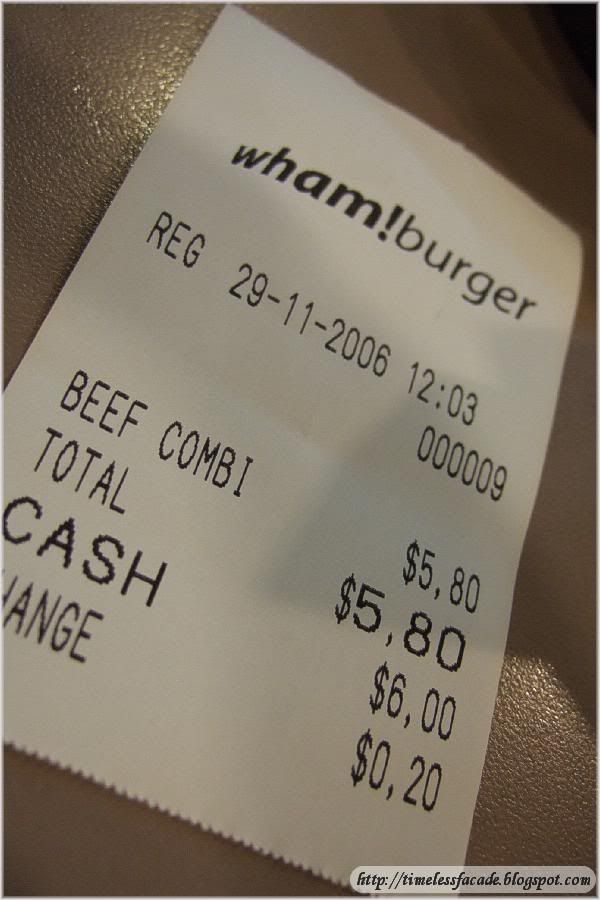 wham!burger
REG 29-11-2006 12:03
000009
BEEF COMBI $5,80
TOTAL $5,80
CASH $6,00
HANGE $0,20
http://timelessfacade.blogspot.com